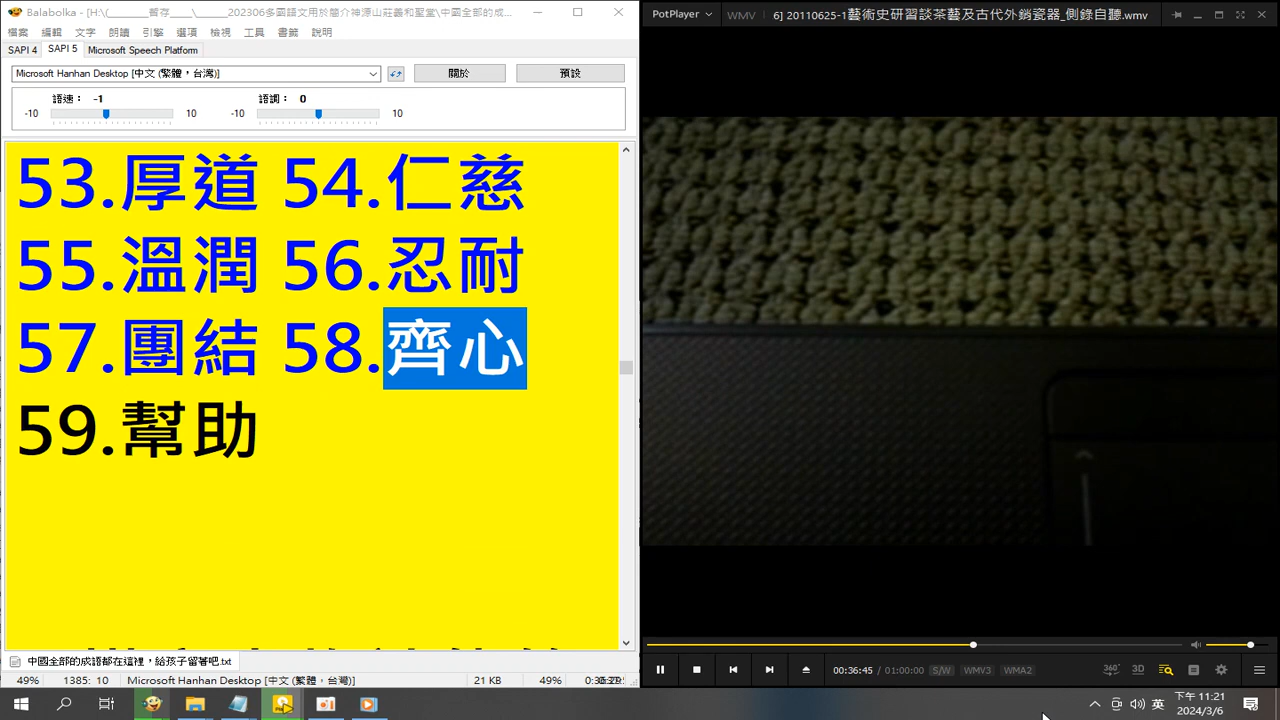 Balabolka - [H:\(______暫存____\______202306多國語文用於簡介神源山莊義和聖堂\中國全部的成...
檔案 編輯 文字 朗讀 引擎 選項 檢視 工具 書籤 說明
SAPI 4 SAPI 5 Microsoft Speech Platform
Microsoft Hanhan Desktop [中文 (繁體，台灣)] 關於 預設
語速： -1 語調： 0
-10 10 -10 10
53.厚道 54.仁慈
55.溫潤 56.忍耐
57.團結 58.齊心
59.幫助
中國全部的成語都在這裡，給孩子留著吧.txt
49% 1385: 10 Microsoft Hanhan Desktop [中文 (繁體，台灣)] 21 KB 49%
PotPlayer WMV 6] 20110625-1藝術史研習談茶藝及古代外銷瓷器_側錄自聽.wmv
00:36:45 / 01:00:00 S/W WMV3 WMA2 360° 3D
英 下午 11:21
2024/3/6